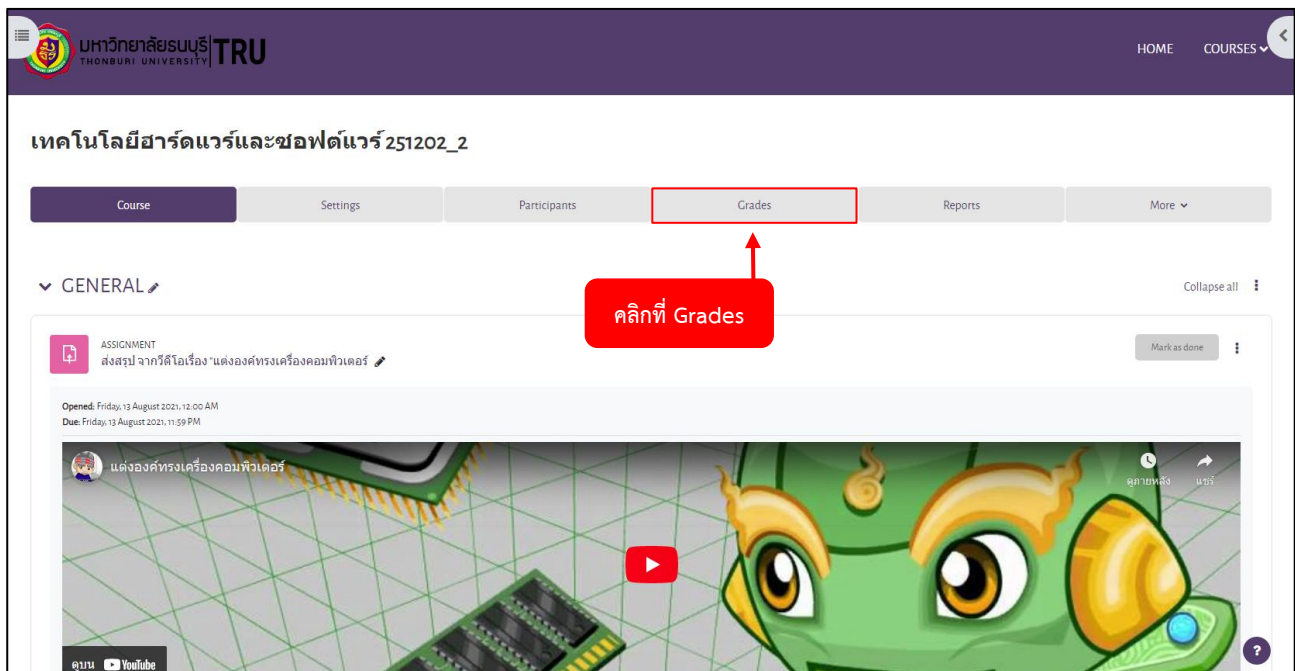 มหาวิทยาลัยธนบุรี TRU
THONBURI UNIVERSITY
HOME COURSES
เทคโนโลยีฮาร์ดแวร์และซอฟต์แวร์ 251202_2
Course Settings Participants Grades Reports More
คลิกที่ Grades
GENERAL
Collapse all
ASSIGNMENT
ส่งสรุป จากวีดีโอเรื่อง "แต่งองค์ทรงเครื่องคอมพิวเตอร์
Mark as done
Opened: Friday, 13 August 2021, 12:00 AM
Due: Friday, 13 August 2021, 11:59 PM
แต่งองค์ทรงเครื่องคอมพิวเตอร์
ดูภายหลัง แชร์
ดูบน YouTube
?